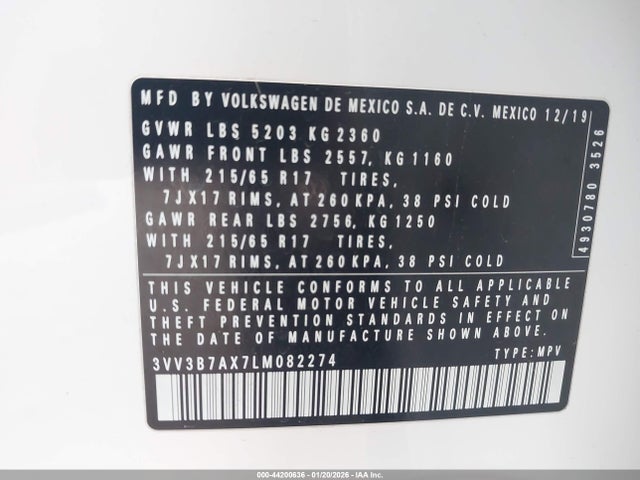 MFD BY VOLKSWAGEN DE MEXICO S.A. DE C.V. MEXICO 12/19
GVWR LBS 5203 KG 2360
GAWR FRONT LBS 2557, KG 1160
WITH 215/65 R17 TIRES,
7JX17 RIMS, AT 260 KPA, 38 PSI COLD
GAWR REAR LBS 2756, KG 1250
WITH 215/65 R17 TIRES,
7JX17 RIMS, AT 260 KPA, 38 PSI COLD
THIS VEHICLE CONFORMS TO ALL APPLICABLE
U.S. FEDERAL MOTOR VEHICLE SAFETY AND
THEFT PREVENTION STANDARDS IN EFFECT ON
THE DATE OF MANUFACTURE SHOWN ABOVE.
3VV3B7AX7LM082274 TYPE: MPV
4930780 3526
000-44200636 - 01/20/2026 - IAA Inc.